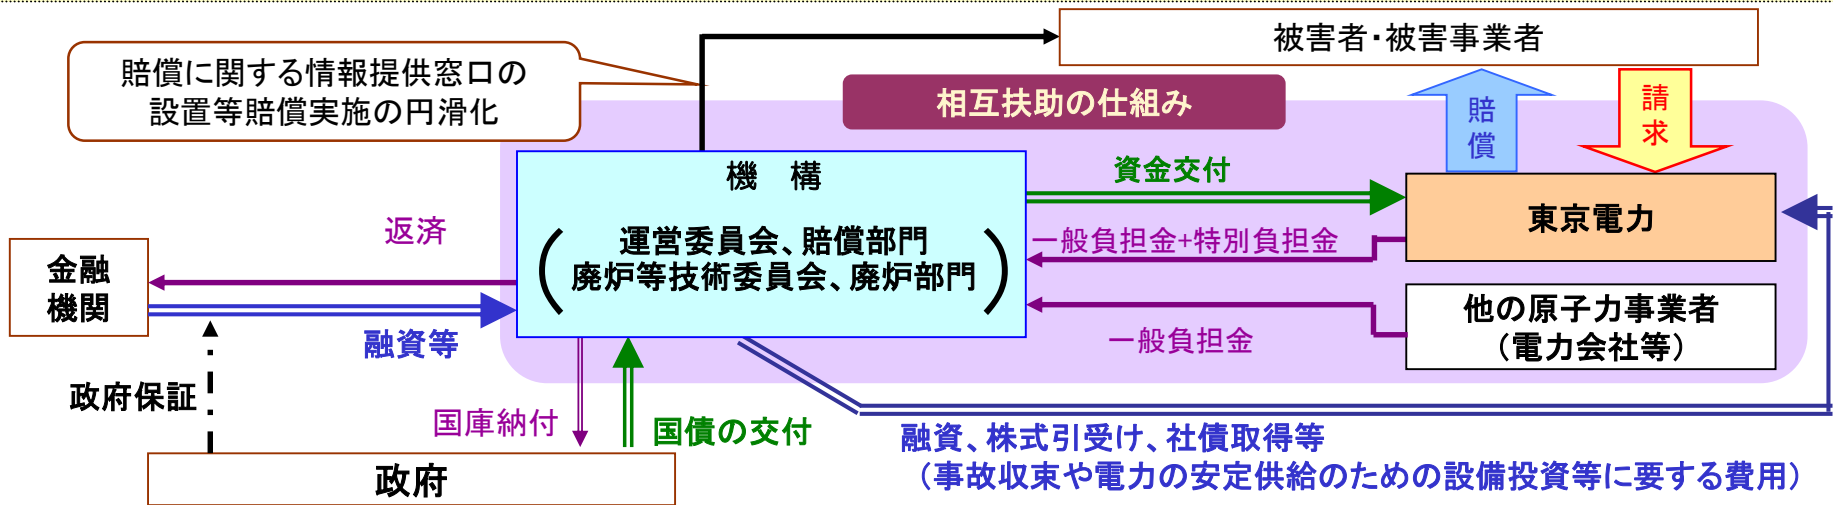 被害者・被害事業者
賠償に関する情報提供窓口の
設置等賠償実施の円滑化
相互扶助の仕組み
賠償
請求
機　構
運営委員会、賠償部門
廃炉等技術委員会、廃炉部門
資金交付
東京電力
一般負担金+特別負担金
返済
金融
機関
融資等
他の原子力事業者
（電力会社等）
一般負担金
政府保証
国庫納付
国債の交付
政府
融資、株式引受け、社債取得等
（事故収束や電力の安定供給のための設備投資等に要する費用）